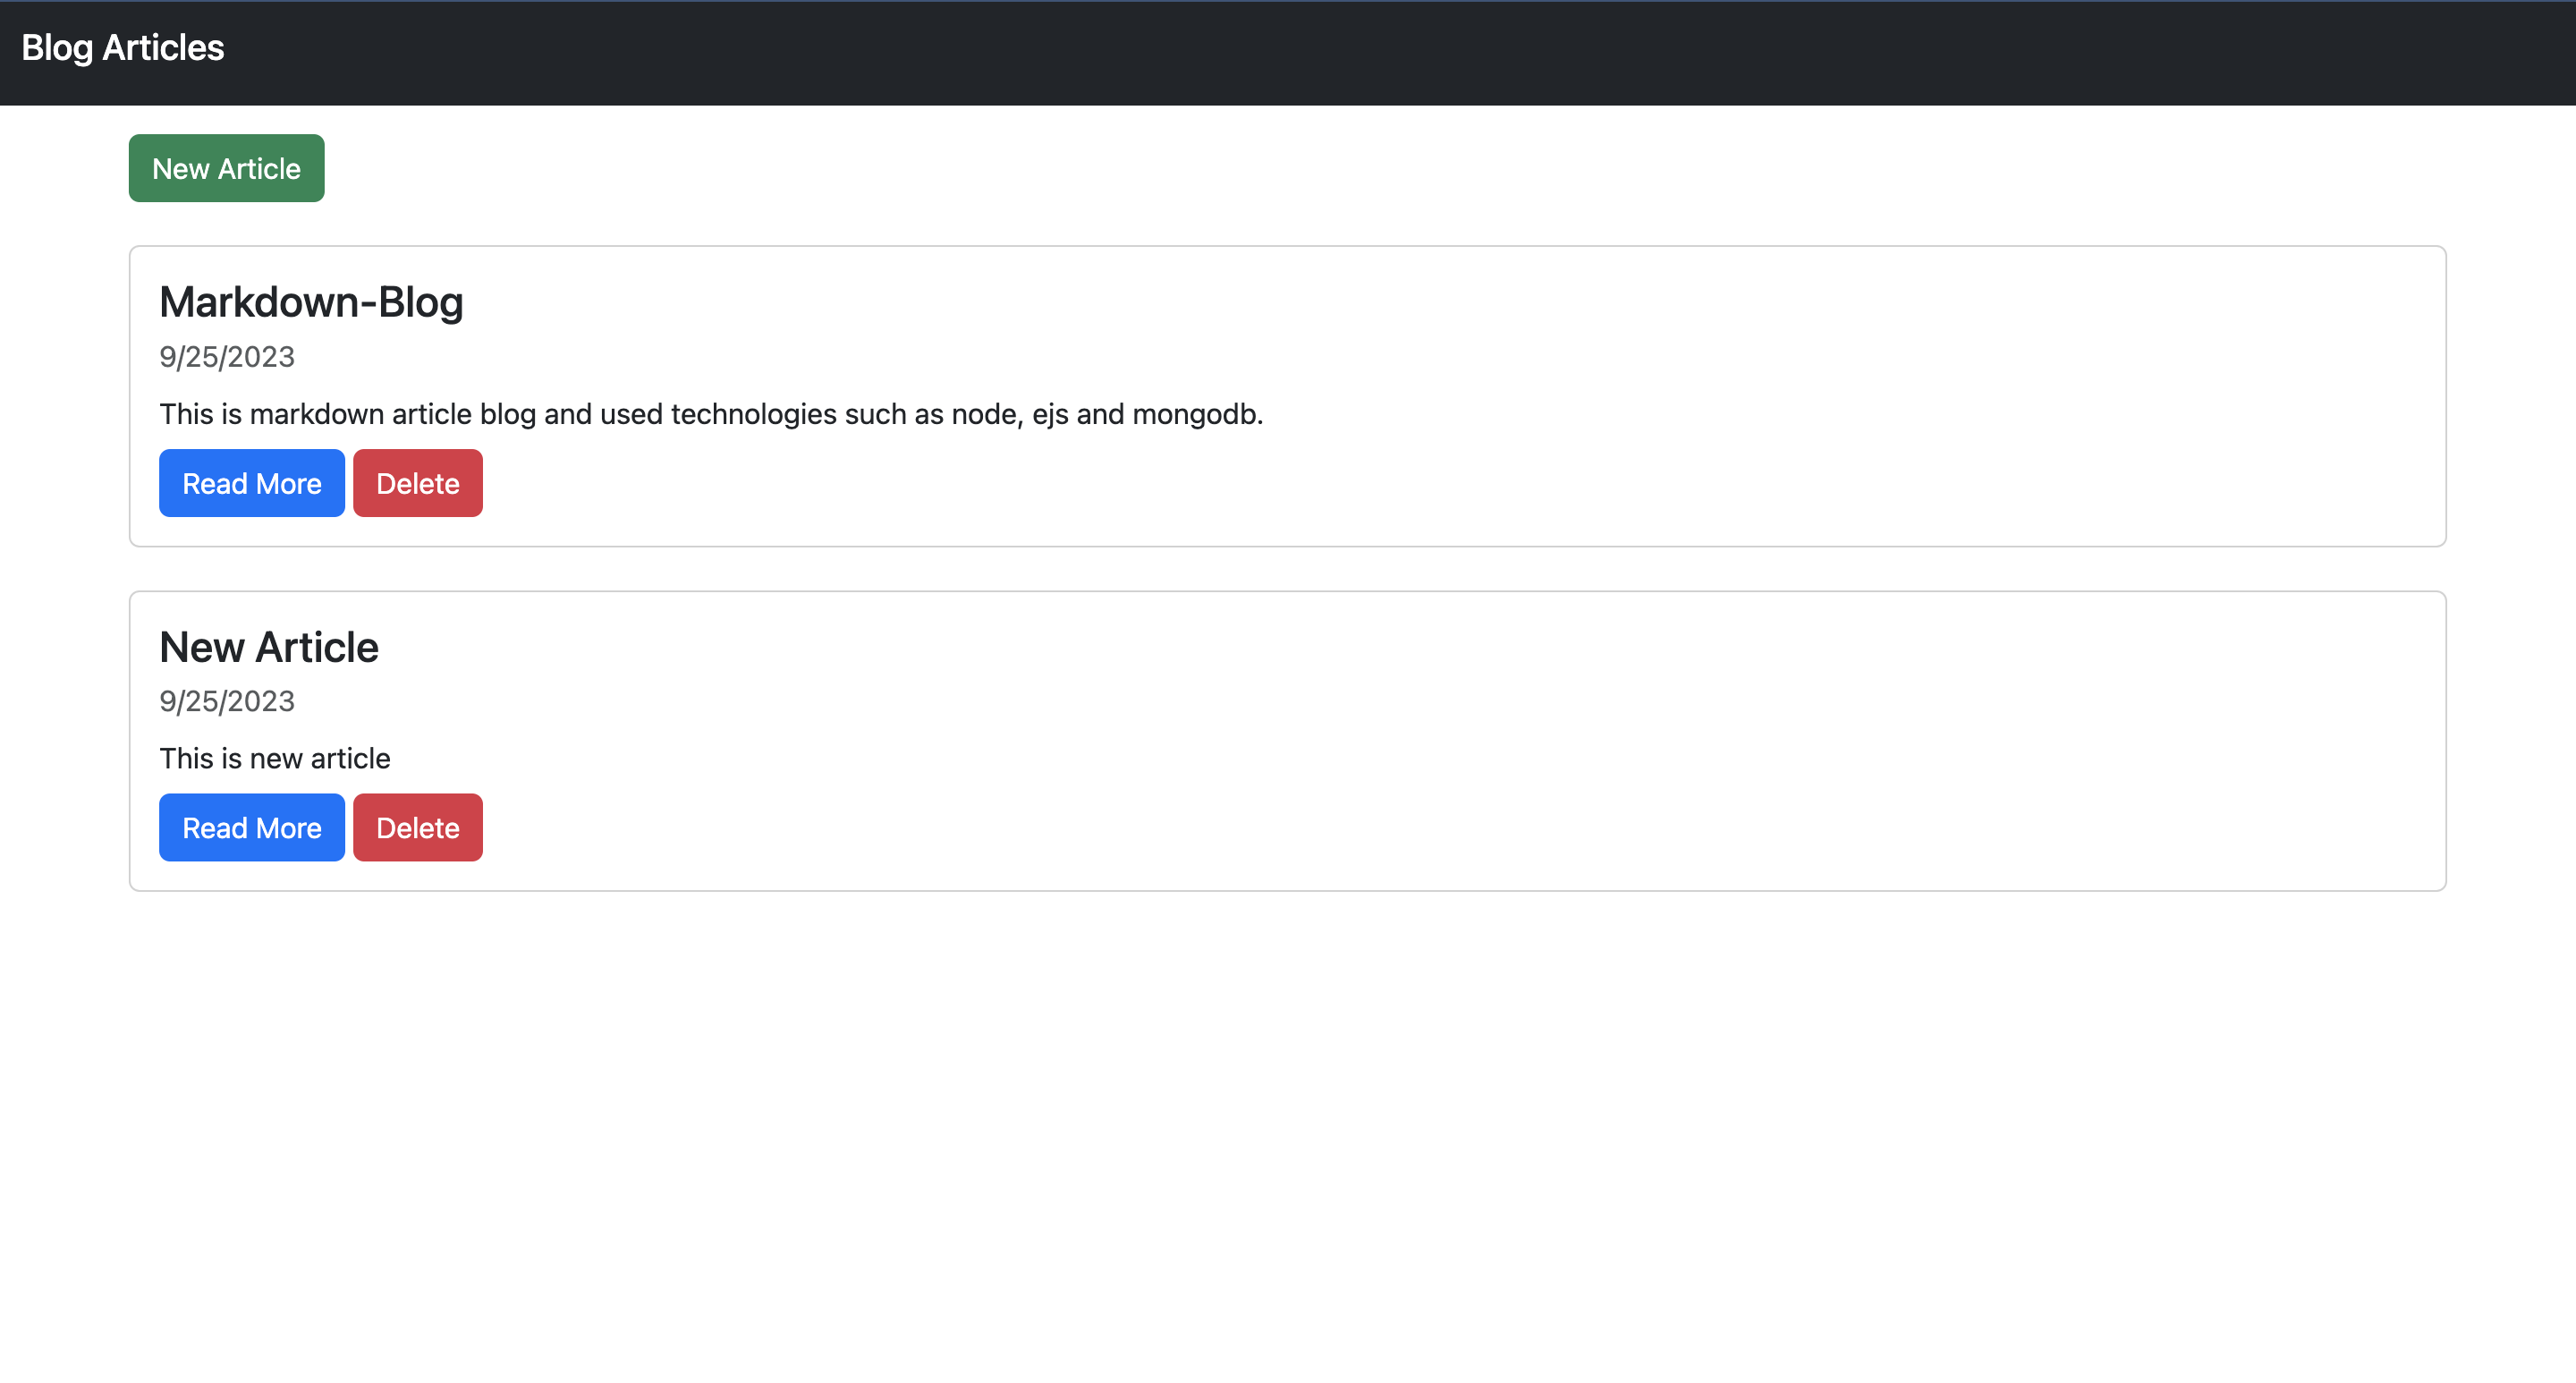 Blog Articles
New Article
Markdown-Blog
9/25/2023
This is markdown article blog and used technologies such as node, ejs and mongodb.
Read More Delete
New Article
9/25/2023
This is new article
Read More Delete